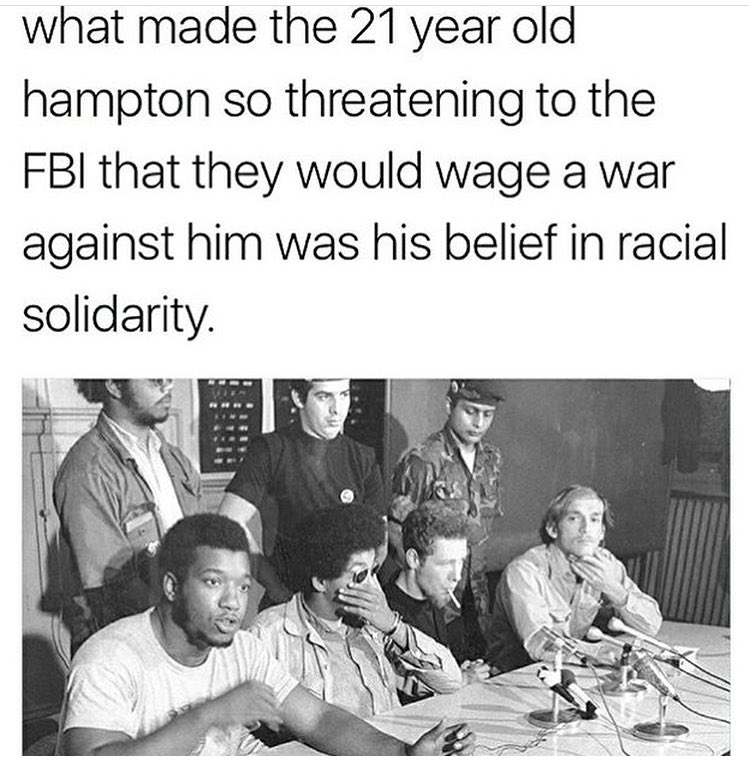 what made the 21 year old
hampton so threatening to the
FBI that they would wage a war
against him was his belief in racial
solidarity.